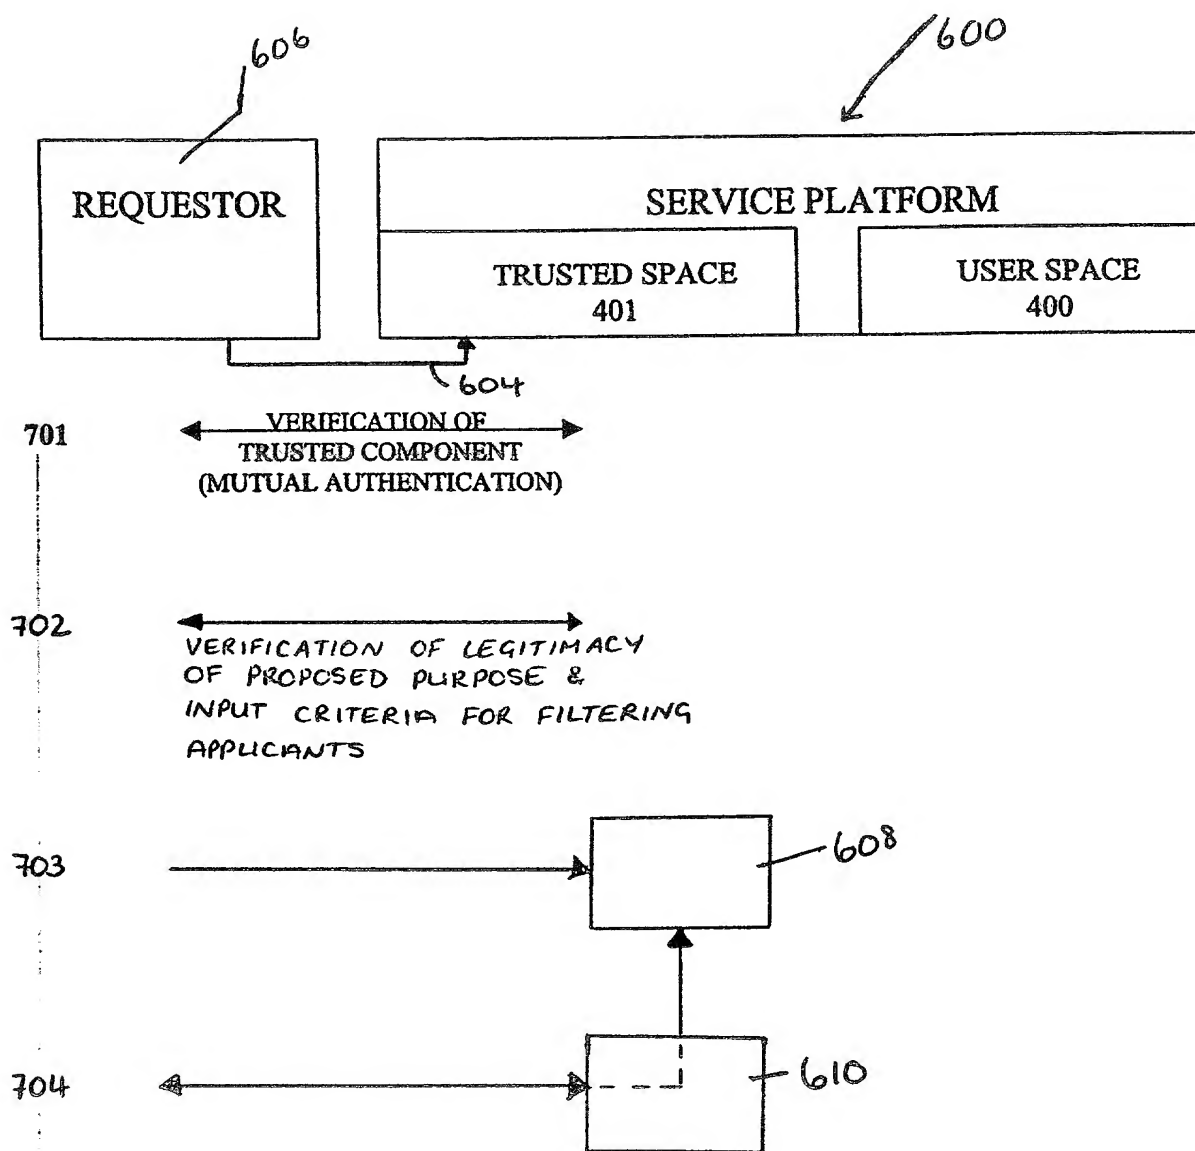 606
600
REQUESTOR
SERVICE PLATFORM
TRUSTED SPACE
401
USER SPACE
400
604
701
VERIFICATION OF
TRUSTED COMPONENT
(MUTUAL AUTHENTICATION)
702
VERIFICATION OF LEGITIMACY
OF PROPOSED PURPOSE &
INPUT CRITERIA FOR FILTERING
APPLICANTS
703
608
704
610